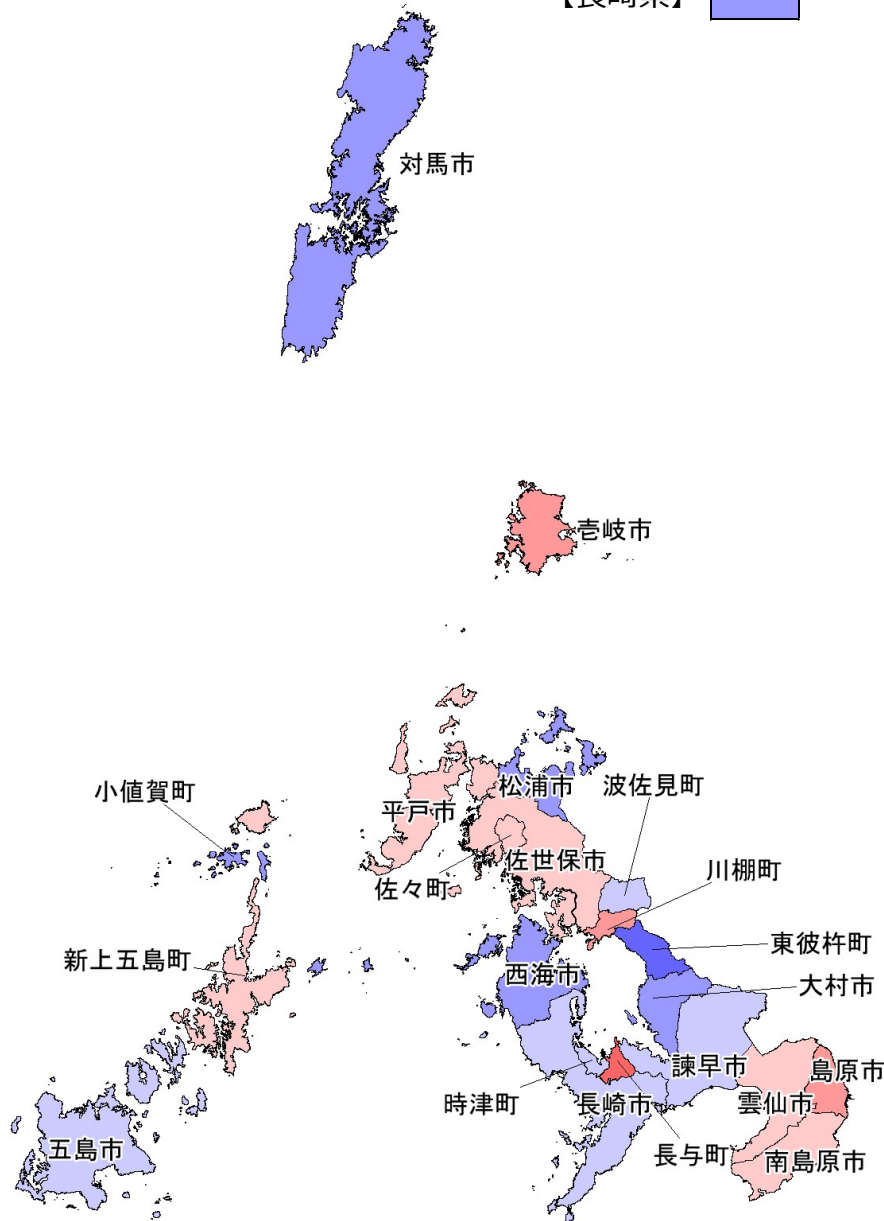 【長崎県】
対馬市
壱岐市
小値賀町
平戸市
松浦市
波佐見町
佐世保市
佐々町
川棚町
新上五島町
東彼杵町
西海市
大村市
諫早市
島原市
時津町
長崎市
雲仙市
五島市
長与町
南島原市